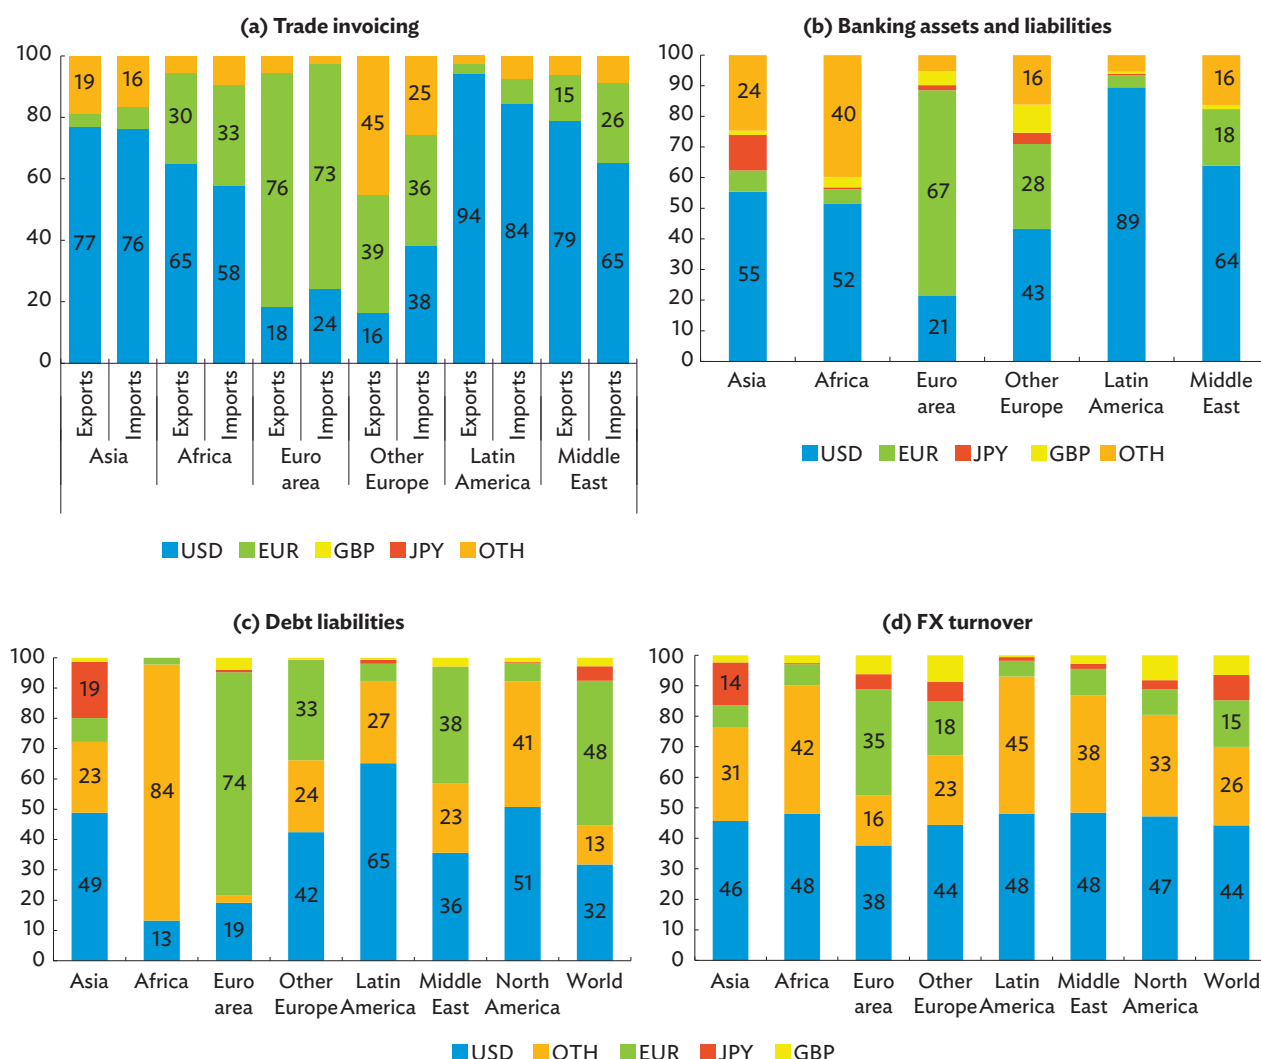 (a) Trade invoicing
100
80
60
40
20
0
19 16 30 33 76 73 45 25 39 36 15 26
77 76 65 58 18 24 16 38 94 84 79 65
Exports Imports Exports Imports Exports Imports Exports Imports Exports Imports Exports Imports
Asia Africa Euro Other Latin Middle
area Europe America East
USD EUR GBP JPY OTH
(b) Banking assets and liabilities
100
90
80
70
60
50
40
30
20
10
0
24 40 67 16 28 16 18
55 52 21 43 89 64
Asia Africa Euro Other Latin Middle
area Europe America East
USD EUR JPY GBP OTH
(c) Debt liabilities
100
90
80
70
60
50
40
30
20
10
0
19 23 84 74 33 24 27 38 23 41 48 13
49 13 19 42 65 36 51 32
Asia Africa Euro Other Latin Middle North World
area Europe America East America
(d) FX turnover
100
90
80
70
60
50
40
30
20
10
0
14 31 42 35 16 18 23 45 38 33 15 26
46 48 38 44 48 48 47 44
Asia Africa Euro Other Latin Middle North World
area Europe America East America
USD OTH EUR JPY GBP